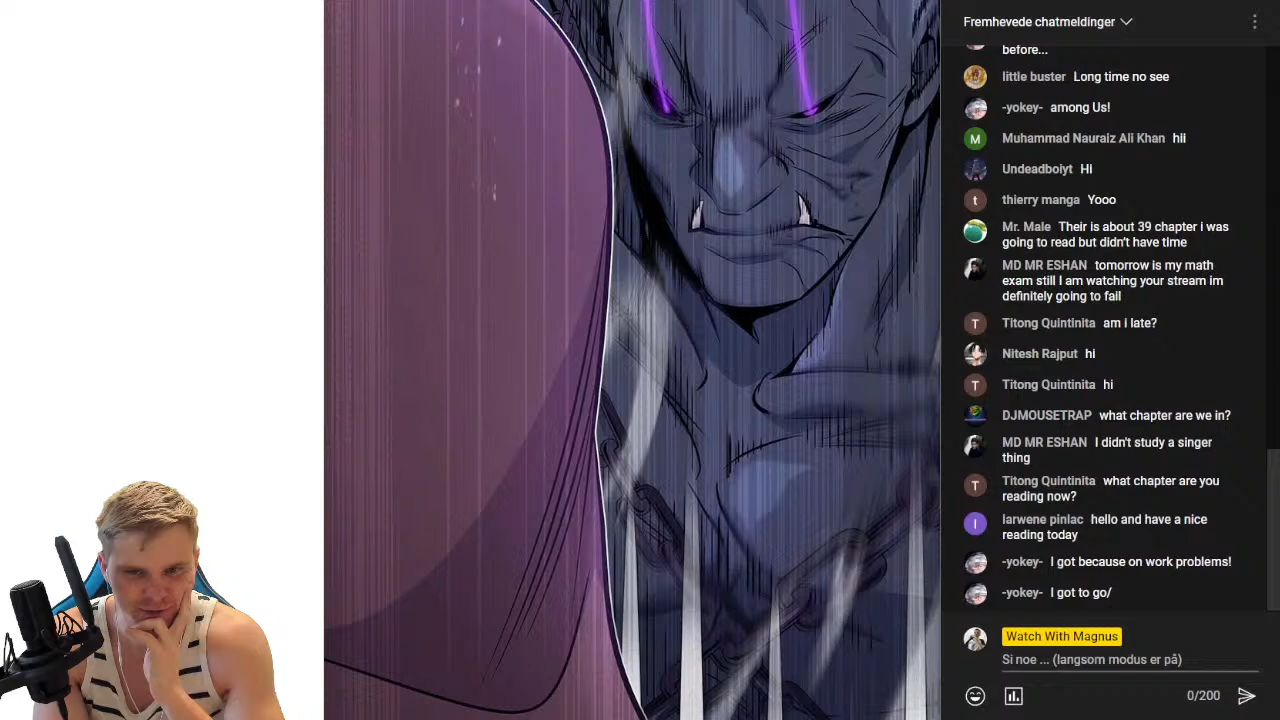 Fremhevede chatmeldinger
before...
little buster Long time no see
-yokey- among Us!
M
Muhammad Nauraiz Ali Khan hii
Undeadboiyt Hi
t
thierry manga Yooo
Mr. Male Their is about 39 chapter i was
going to read but didn't have time
MD MR ESHAN tomorrow is my math
exam still I am watching your stream im
definitely going to fail
T
Titong Quintinita am i late?
Nitesh Rajput hi
T
Titong Quintinita hi
DJMOUSETRAP what chapter are we in?
MD MR ESHAN I didn't study a singer
thing
T
Titong Quintinita what chapter are you
reading now?
l
larwene pinlac hello and have a nice
reading today
-yokey- I got because on work problems!
-yokey- I got to go/
Watch With Magnus
Si noe ... (langsom modus er på)
0/200